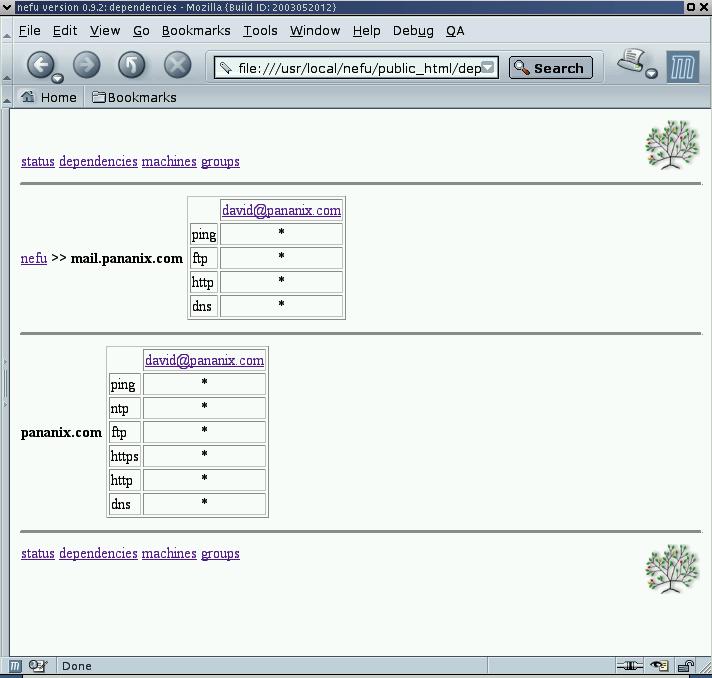 nefu version 0.9.2: dependencies - Mozilla {Build ID: 2003052012}
File Edit View Go Bookmarks Tools Window Help Debug QA
file:///usr/local/nefu/public_html/dep Search
Home Bookmarks
status dependencies machines groups
david@pananix.com
ping *
ftp *
nefu >> mail.pananix.com
http *
dns *
david@pananix.com
ping *
ntp *
pananix.com ftp *
https *
http *
dns *
status dependencies machines groups
Done